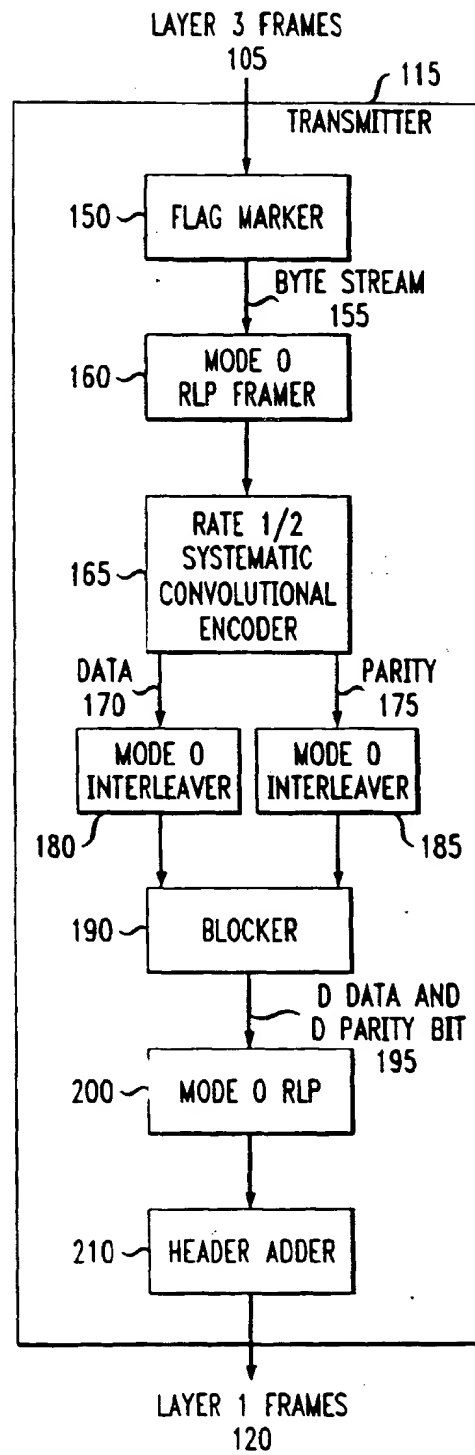 LAYER 3 FRAMES
105
115
TRANSMITTER
150
FLAG MARKER
BYTE STREAM
155
160
MODE 0
RLP FRAMER
165
RATE 1/2
SYSTEMATIC
CONVOLUTIONAL
ENCODER
DATA
170
PARITY
175
MODE 0
INTERLEAVER
MODE 0
INTERLEAVER
180
185
190
BLOCKER
D DATA AND
D PARITY BIT
195
200
MODE 0 RLP
210
HEADER ADDER
LAYER 1 FRAMES
120